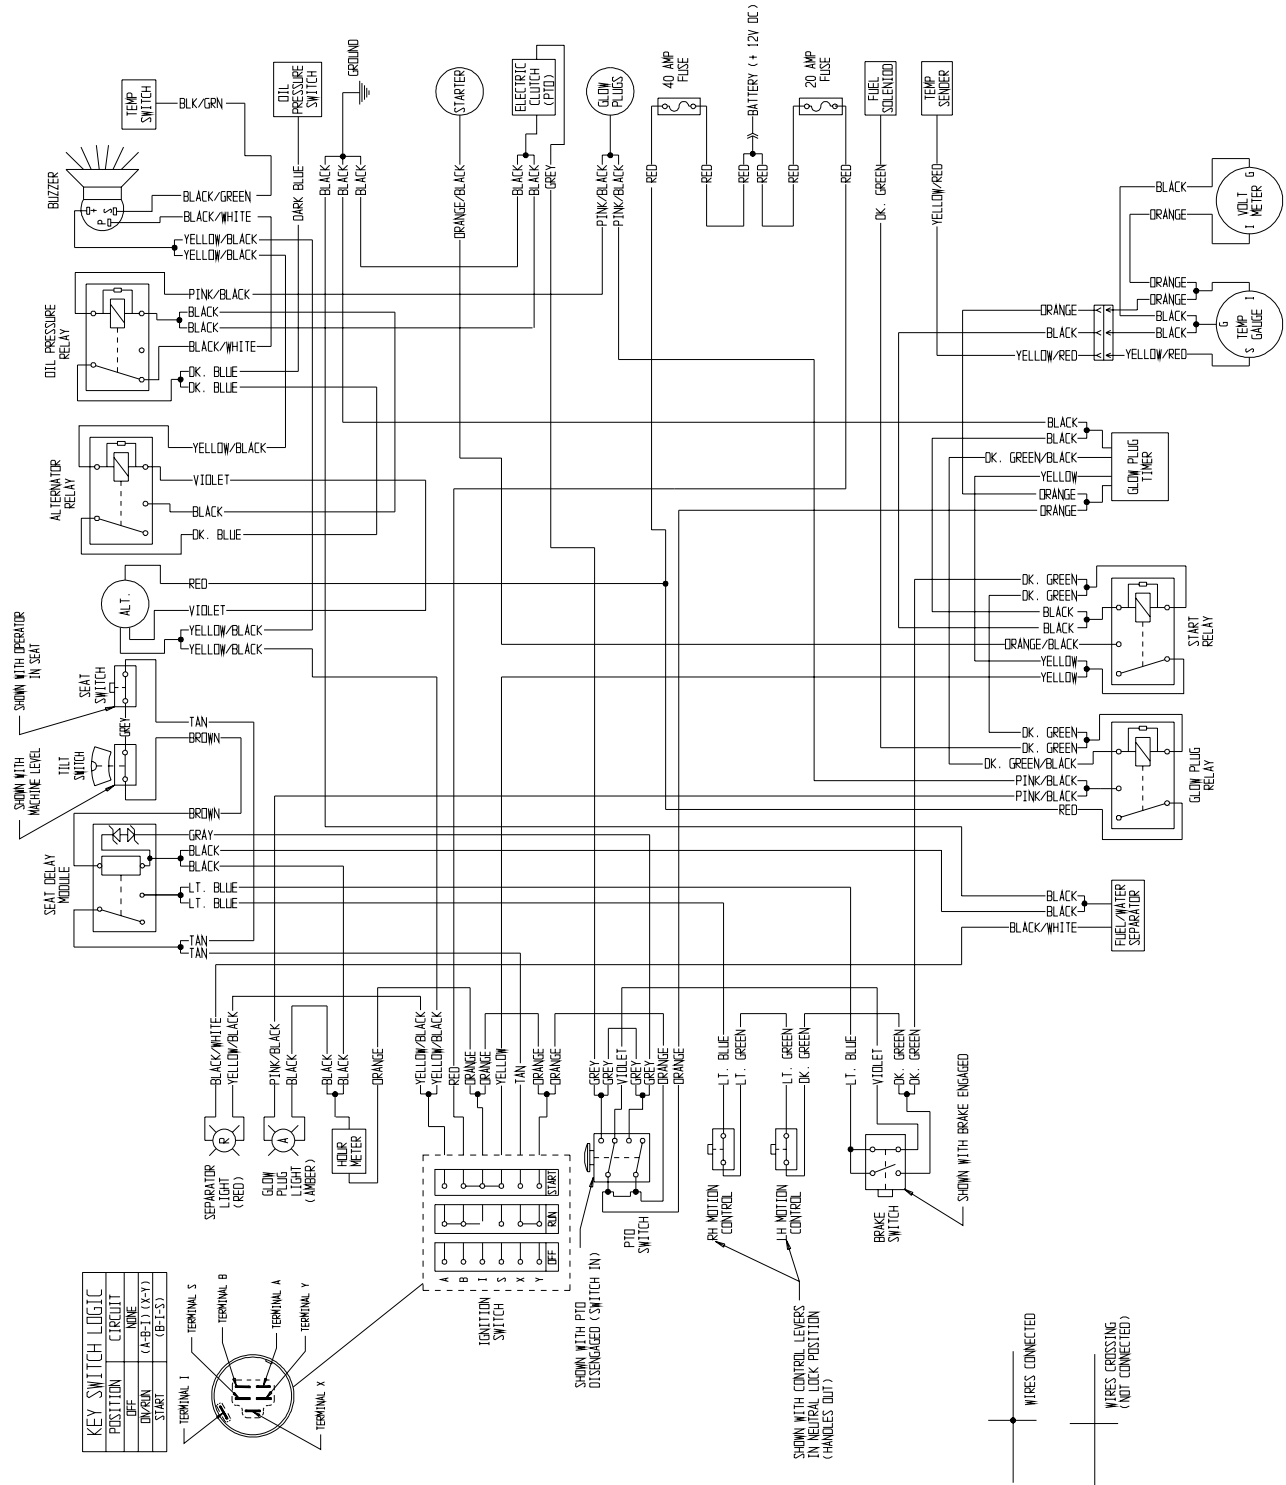 TEMP
SWITCH
BLK/GRN
OIL
PRESSURE
SWITCH
GROUND
STARTER
ELECTRIC
CLUTCH
(PTO)
GLOW
PLUGS
40 AMP
FUSE
BATTERY (+ 12V DC)
20 AMP
FUSE
FUEL
SOLENIOD
TEMP
SENDER
BUZZER
+
S
P
BLACK/GREEN
BLACK/WHITE
YELLOW/BLACK
YELLOW/BLACK
DARK BLUE
BLACK
BLACK
BLACK
ORANGE/BLACK
BLACK
BLACK
GREY
PINK/BLACK
PINK/BLACK
RED
RED
RED
RED
RED
RED
DK. GREEN
YELLOW/RED
BLACK
ORANGE
VOLT
METER
G
I
OIL PRESSURE
RELAY
PINK/BLACK
BLACK
BLACK
BLACK/WHITE
DK. BLUE
DK. BLUE
ORANGE
BLACK
YELLOW/RED
ORANGE
ORANGE
BLACK
BLACK
YELLOW/RED
TEMP
GAUGE
I
G
S
ALTERNATOR
RELAY
YELLOW/BLACK
VIOLET
BLACK
DK. BLUE
BLACK
BLACK
DK. GREEN/BLACK
YELLOW
ORANGE
ORANGE
GLOW PLUG
TIMER
ALT.
RED
VIOLET
YELLOW/BLACK
YELLOW/BLACK
DK. GREEN
DK. GREEN
BLACK
BLACK
ORANGE/BLACK
YELLOW
YELLOW
START
RELAY
SHOWN WITH OPERATOR
IN SEAT
SEAT
SWITCH
GREY
TAN
BROWN
TILT
SWITCH
SHOWN WITH
MACHINE LEVEL
DK. GREEN
DK. GREEN
DK. GREEN/BLACK
PINK/BLACK
PINK/BLACK
RED
GLOW PLUG
RELAY
SEAT DELAY
MODULE
BROWN
GRAY
BLACK
BLACK
LT. BLUE
LT. BLUE
TAN
TAN
BLACK
BLACK
BLACK/WHITE
FUEL/WATER
SEPARATOR
BLACK/WHITE
YELLOW/BLACK
PINK/BLACK
BLACK
BLACK
BLACK
ORANGE
YELLOW/BLACK
YELLOW/BLACK
RED
ORANGE
ORANGE
YELLOW
TAN
ORANGE
ORANGE
GREY
GREY
VIOLET
GREY
GREY
ORANGE
ORANGE
LT. BLUE
LT. GREEN
LT. GREEN
DK. GREEN
LT. BLUE
VIOLET
DK. GREEN
DK. GREEN
R
SEPARATOR
LIGHT
(RED)
A
GLOW
PLUG
LIGHT
(AMBER)
HOUR
METER
START
RUN
OFF
A
B
I
S
X
Y
IGNITION
SWITCH
PTO
SWITCH
SHOWN WITH PTO
DISENGAGED (SWITCH IN)
RH MOTION
CONTROL
LH MOTION
CONTROL
SHOWN WITH CONTROL LEVERS
IN NEUTRAL LOCK POSITION
(HANDLES OUT)
BRAKE
SWITCH
SHOWN WITH BRAKE ENGAGED
KEY SWITCH LOGIC
POSITION CIRCUIT
OFF NONE
ON/RUN (A-B-I)(X-Y)
START (B-I-S)
TERMINAL I
TERMINAL S
TERMINAL B
TERMINAL A
TERMINAL Y
TERMINAL X
WIRES CONNECTED
WIRES CROSSING
(NOT CONNECTED)